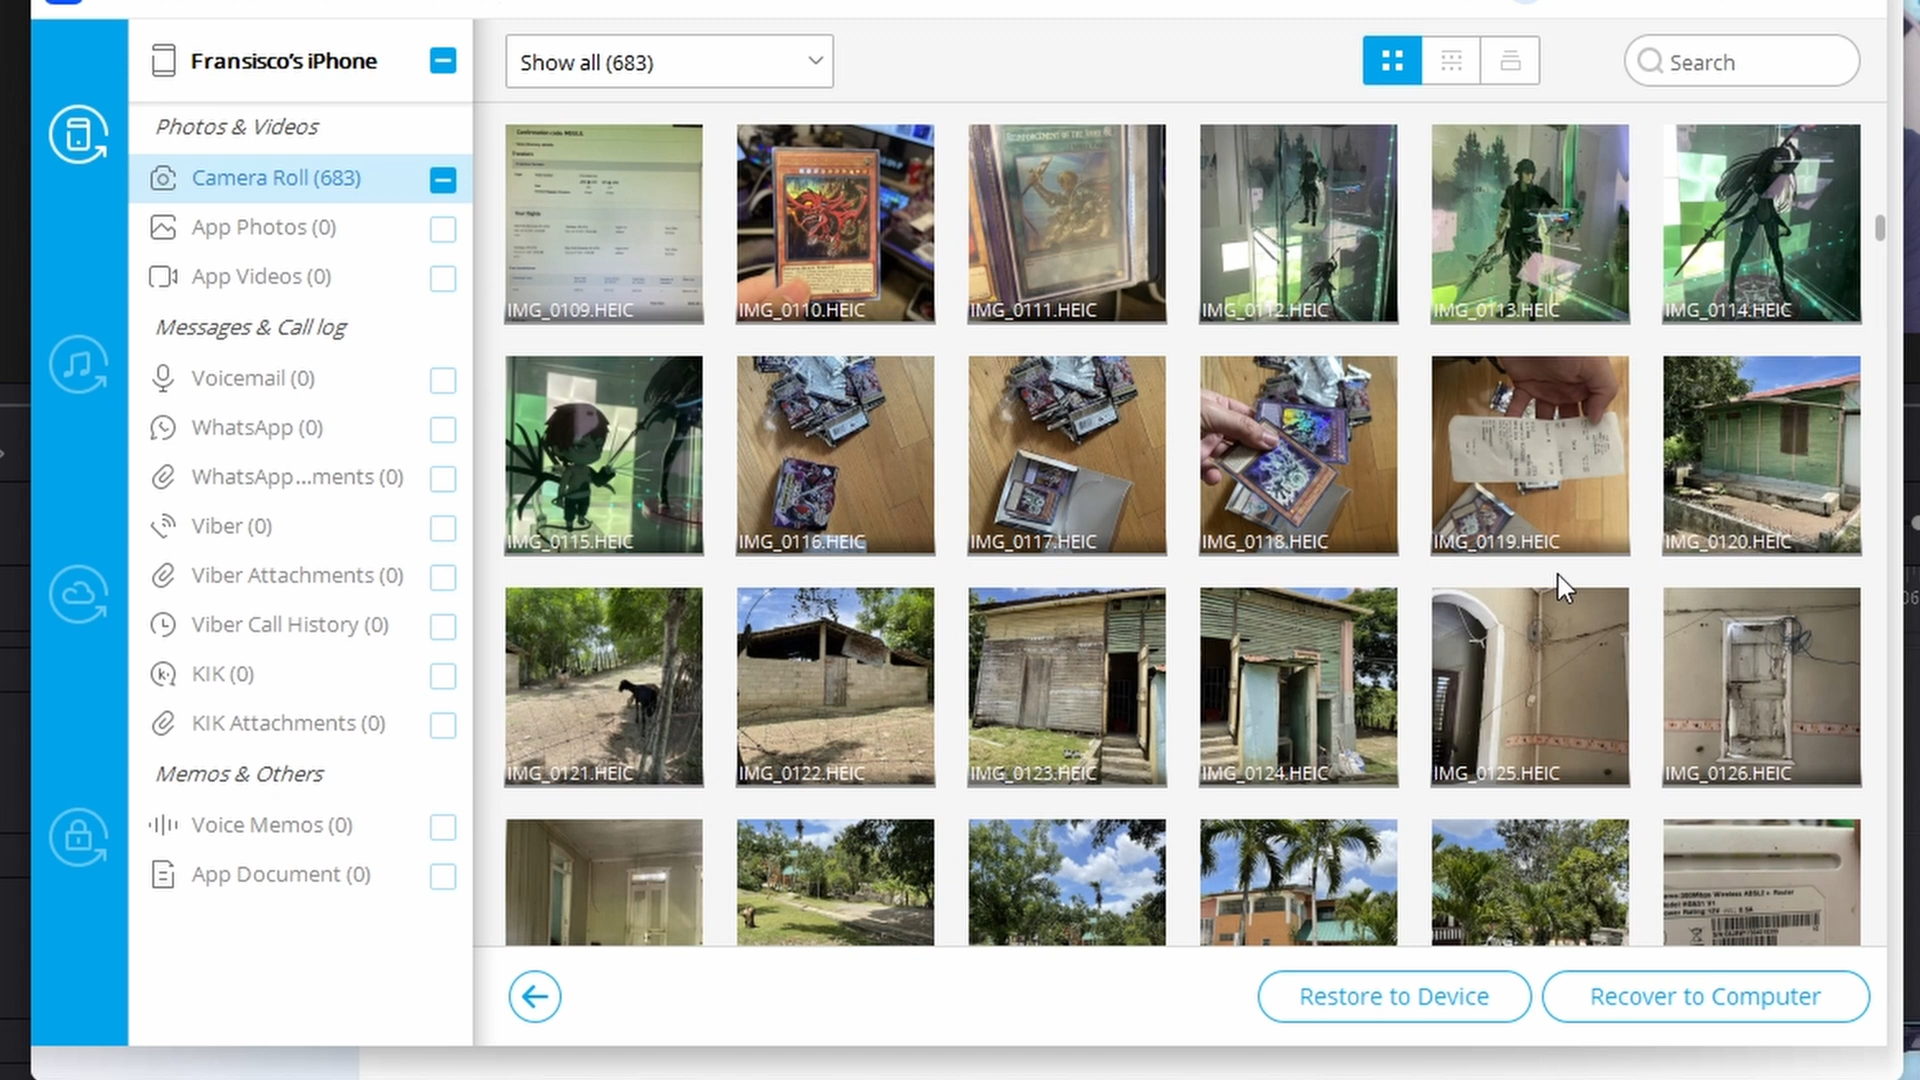 Fransisco's iPhone
Show all (683)
Search
Photos & Videos
Camera Roll (683)
App Photos (0)
App Videos (0)
Messages & Call log
Voicemail (0)
WhatsApp (0)
WhatsApp...ments (0)
Viber (0)
Viber Attachments (0)
Viber Call History (0)
KIK (0)
KIK Attachments (0)
Memos & Others
Voice Memos (0)
App Document (0)
IMG_0109.HEIC
IMG_0110.HEIC
IMG_0111.HEIC
IMG_0112.HEIC
IMG_0113.HEIC
IMG_0114.HEIC
IMG_0115.HEIC
IMG_0116.HEIC
IMG_0117.HEIC
IMG_0118.HEIC
IMG_0119.HEIC
IMG_0120.HEIC
IMG_0121.HEIC
IMG_0122.HEIC
IMG_0123.HEIC
IMG_0124.HEIC
IMG_0125.HEIC
IMG_0126.HEIC
Restore to Device
Recover to Computer